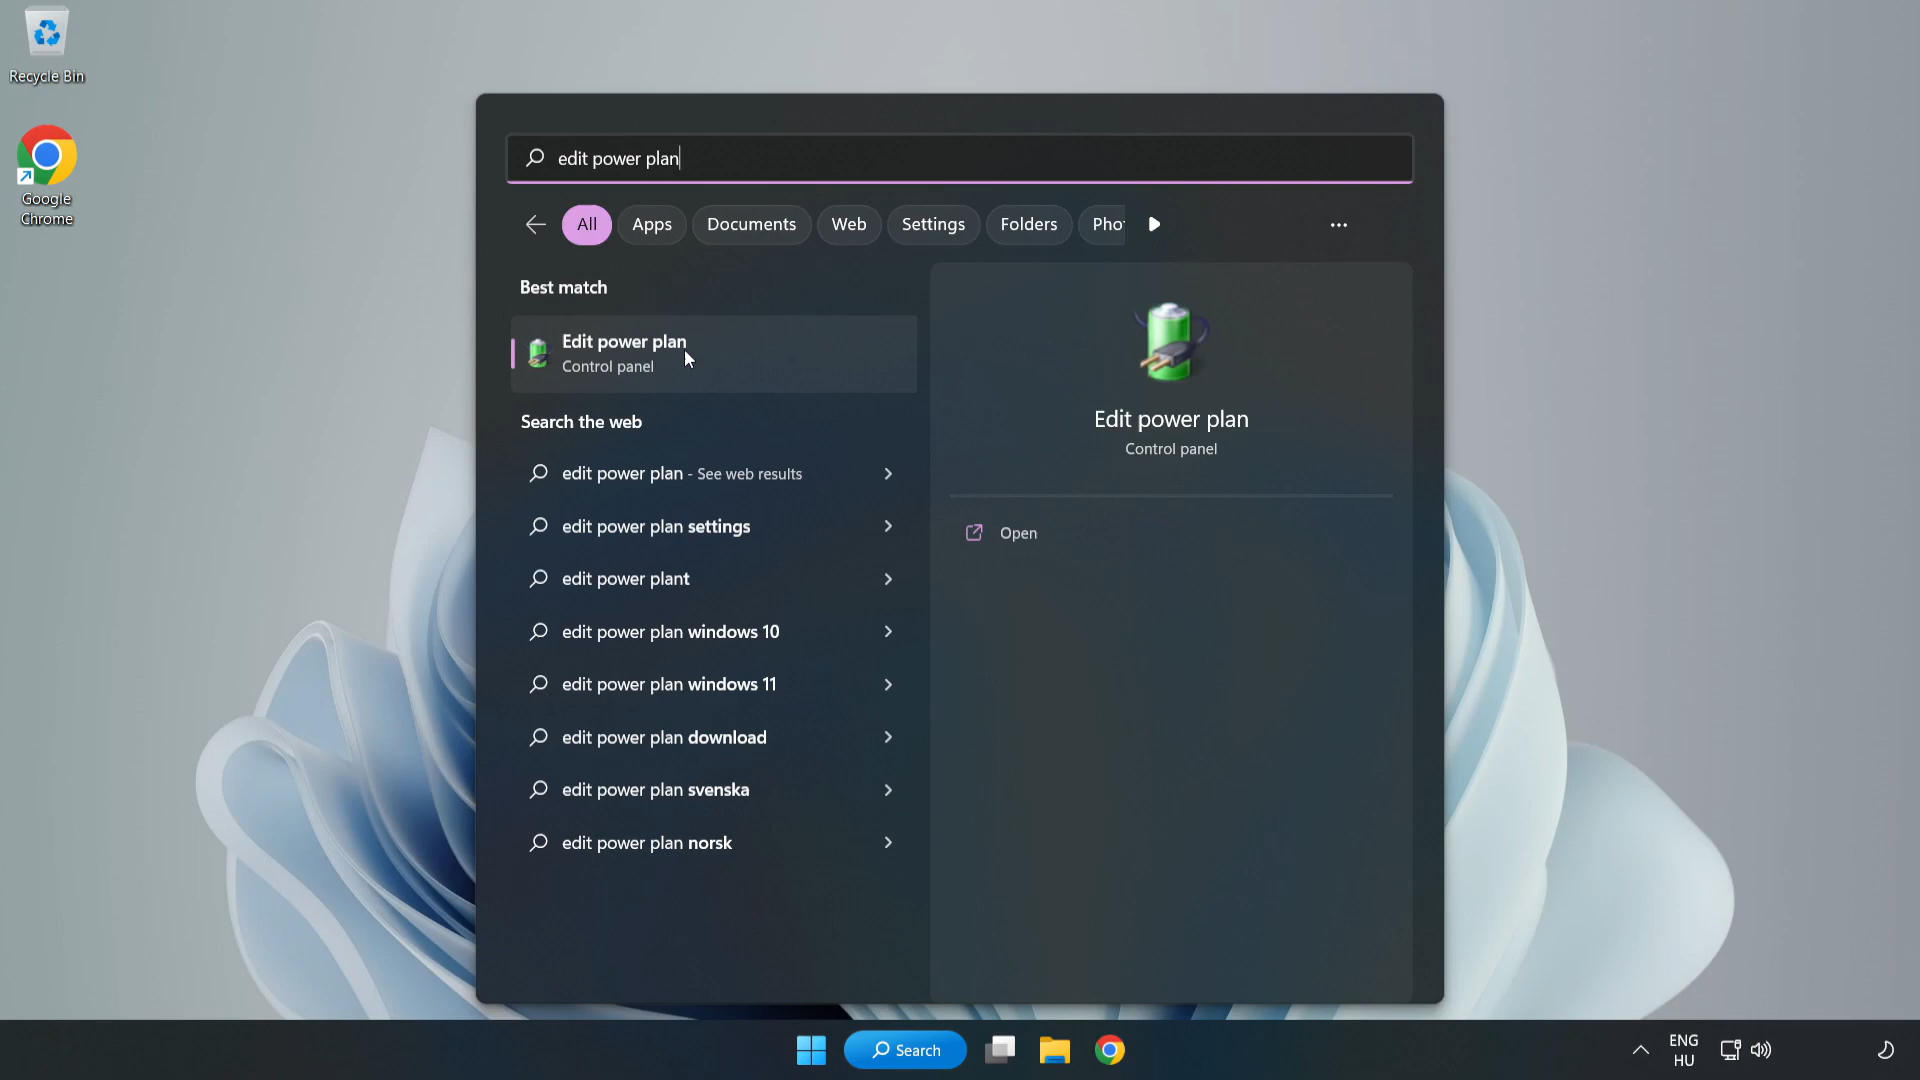 Recycle Bin
Google
Chrome
edit power plan
All
Apps
Documents
Web
Settings
Folders
Pho
Best match
Edit power plan
Control panel
Search the web
edit power plan - See web results
edit power plan settings
edit power plant
edit power plan windows 10
edit power plan windows 11
edit power plan download
edit power plan svenska
edit power plan norsk
Edit power plan
Control panel
Open
Search
ENG
HU